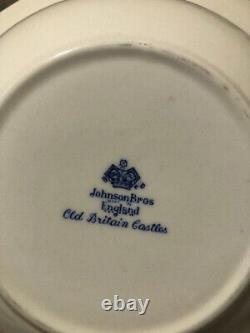 Johnson Bros
England
Old Britain Castles